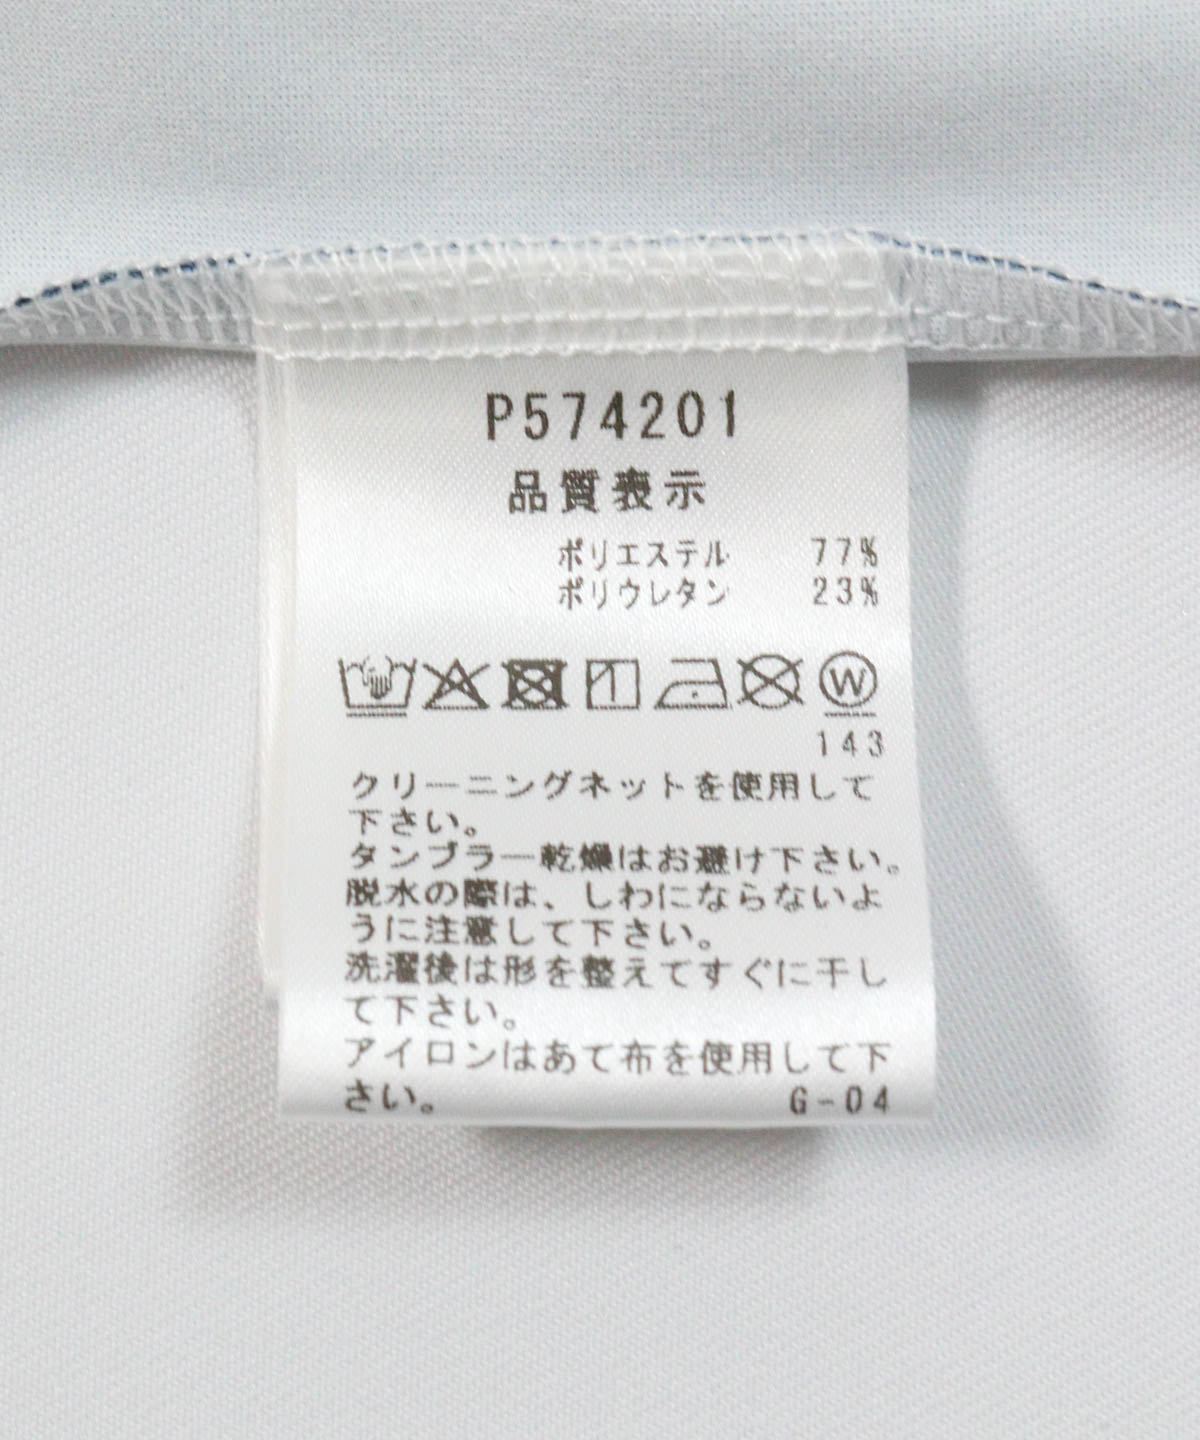 P574201
品質表示
ポリエステル 77%
ポリウレタン 23%
W
143
クリーニングネットを使用して
下さい。
タンブラー乾燥はお避け下さい。
脱水の際は、しわにならないよ
うに注意して下さい。
洗濯後は形を整えてすぐに干し
て下さい。
アイロンはあて布を使用して下
さい。 G-04